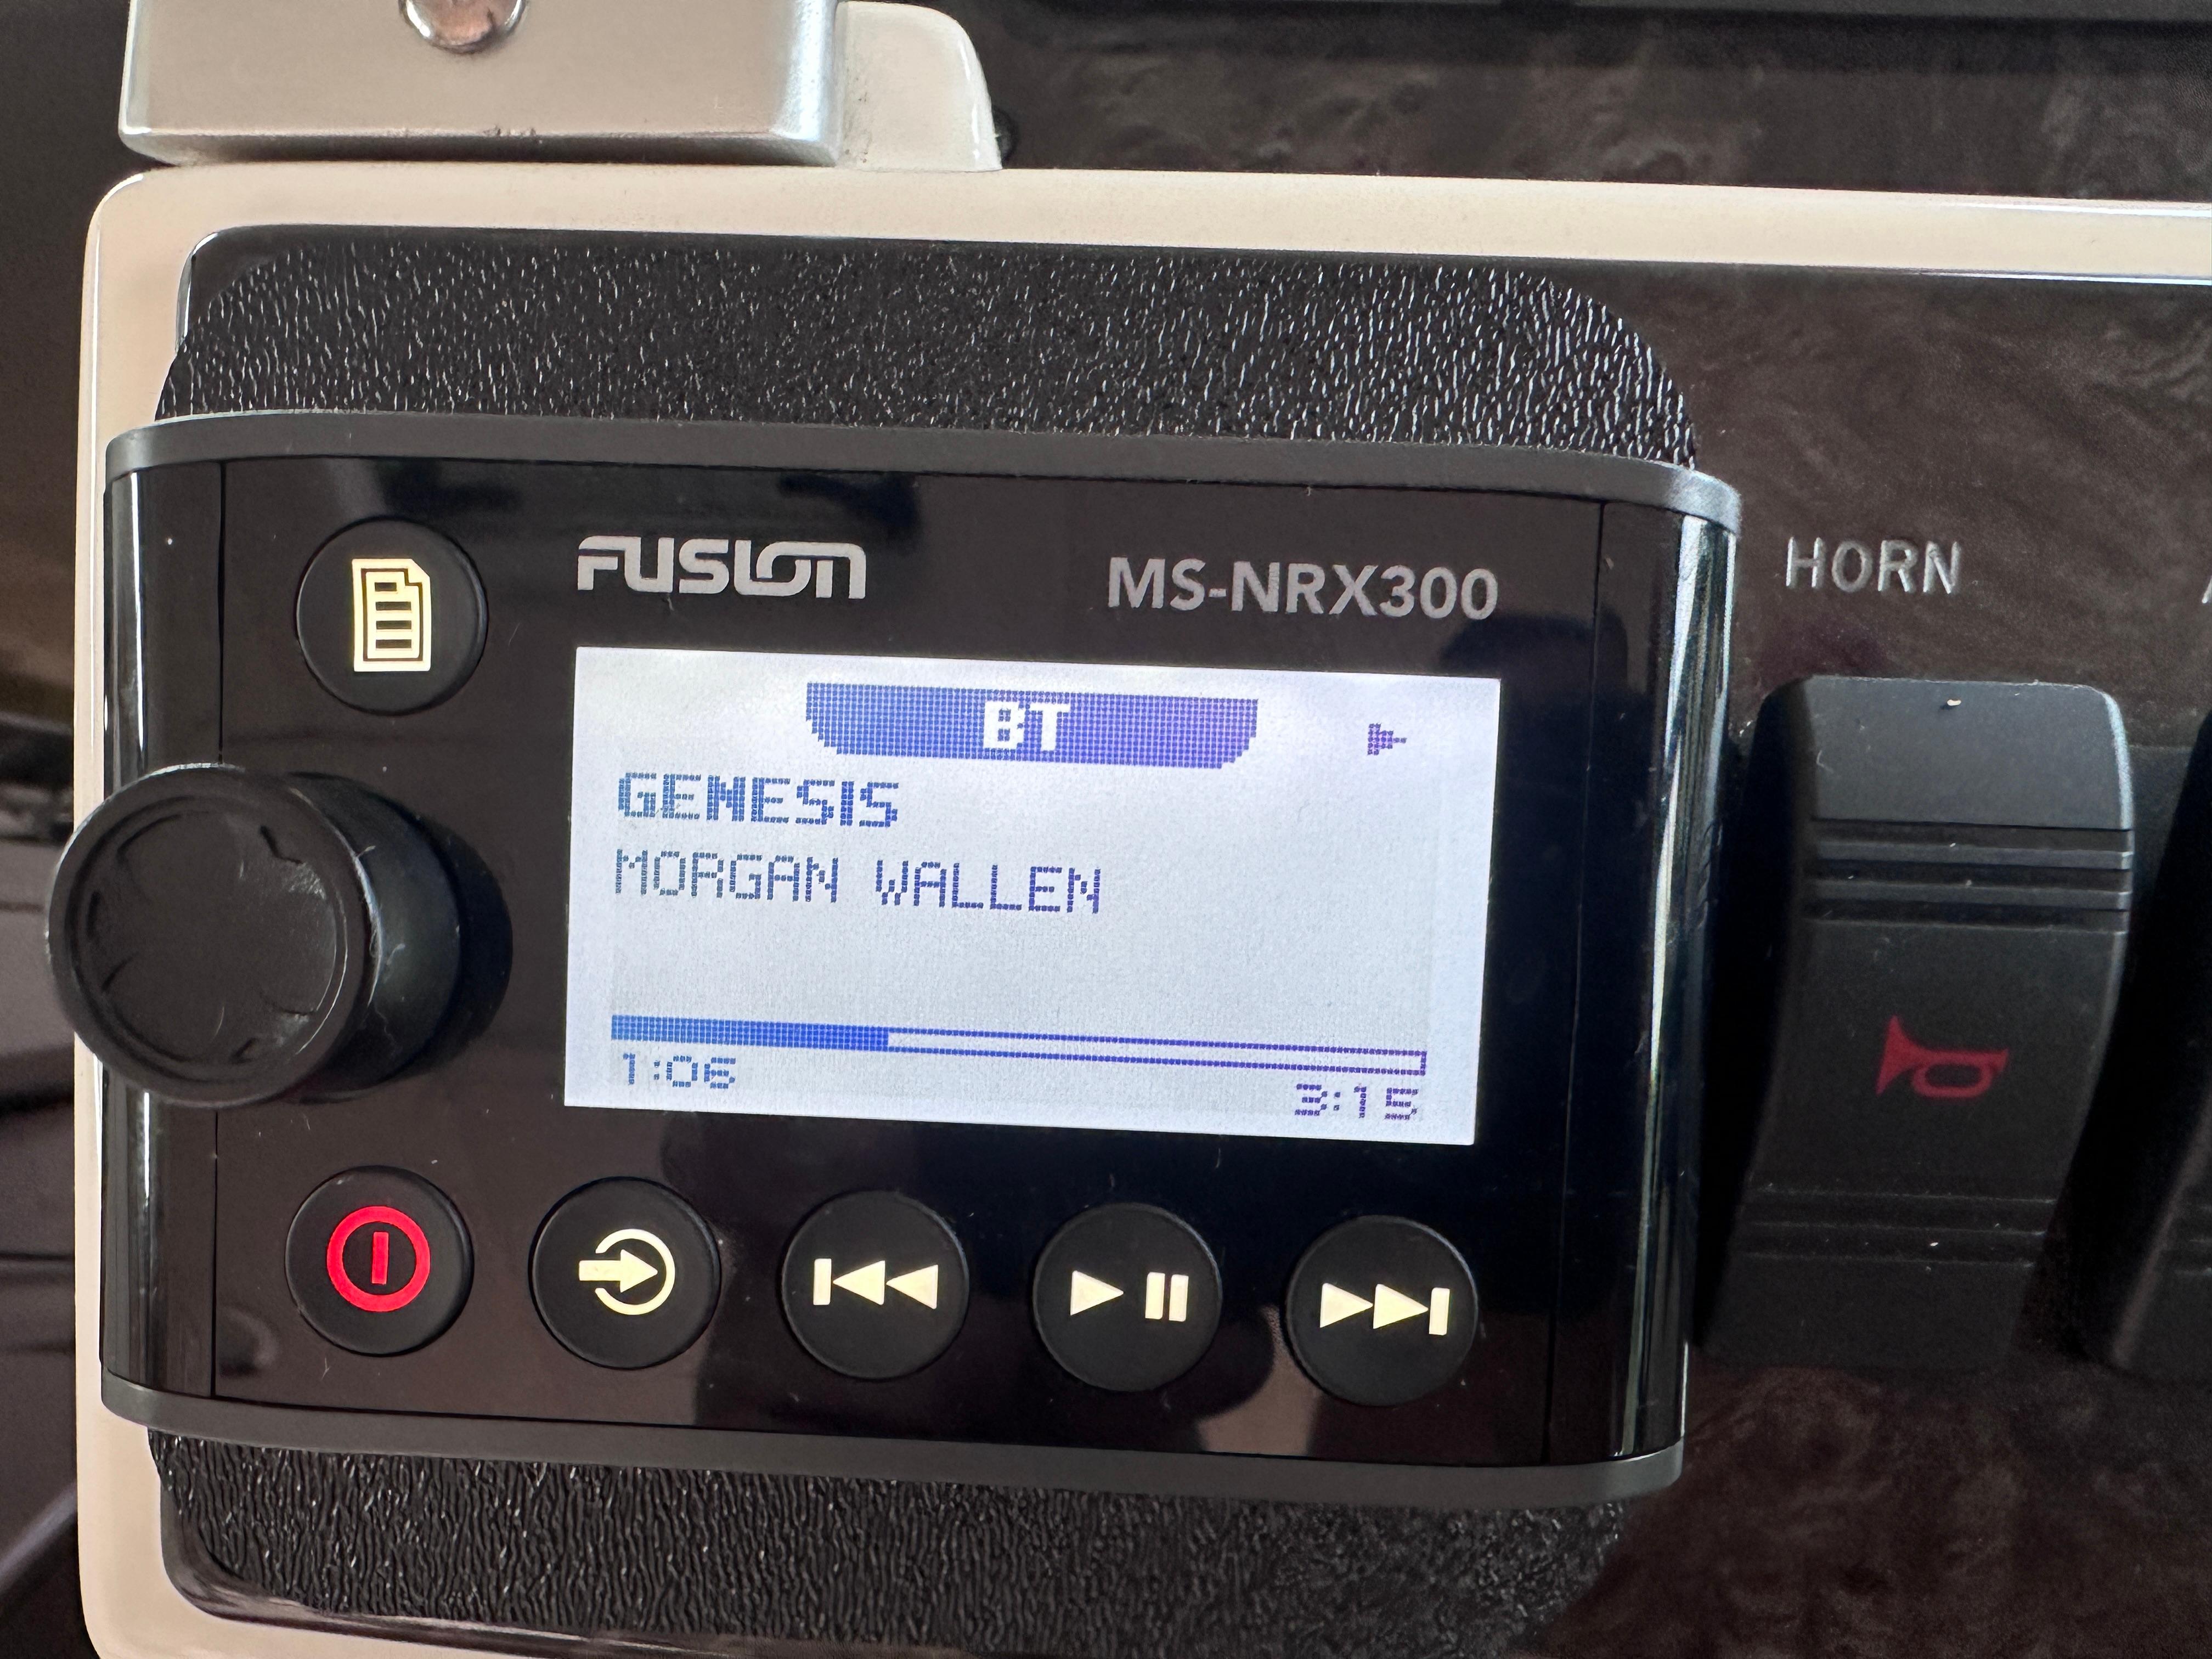 FUSION
MS-NRX300
HORN
BT
GENESIS
MORGAN WALLEN
1:06
3:15